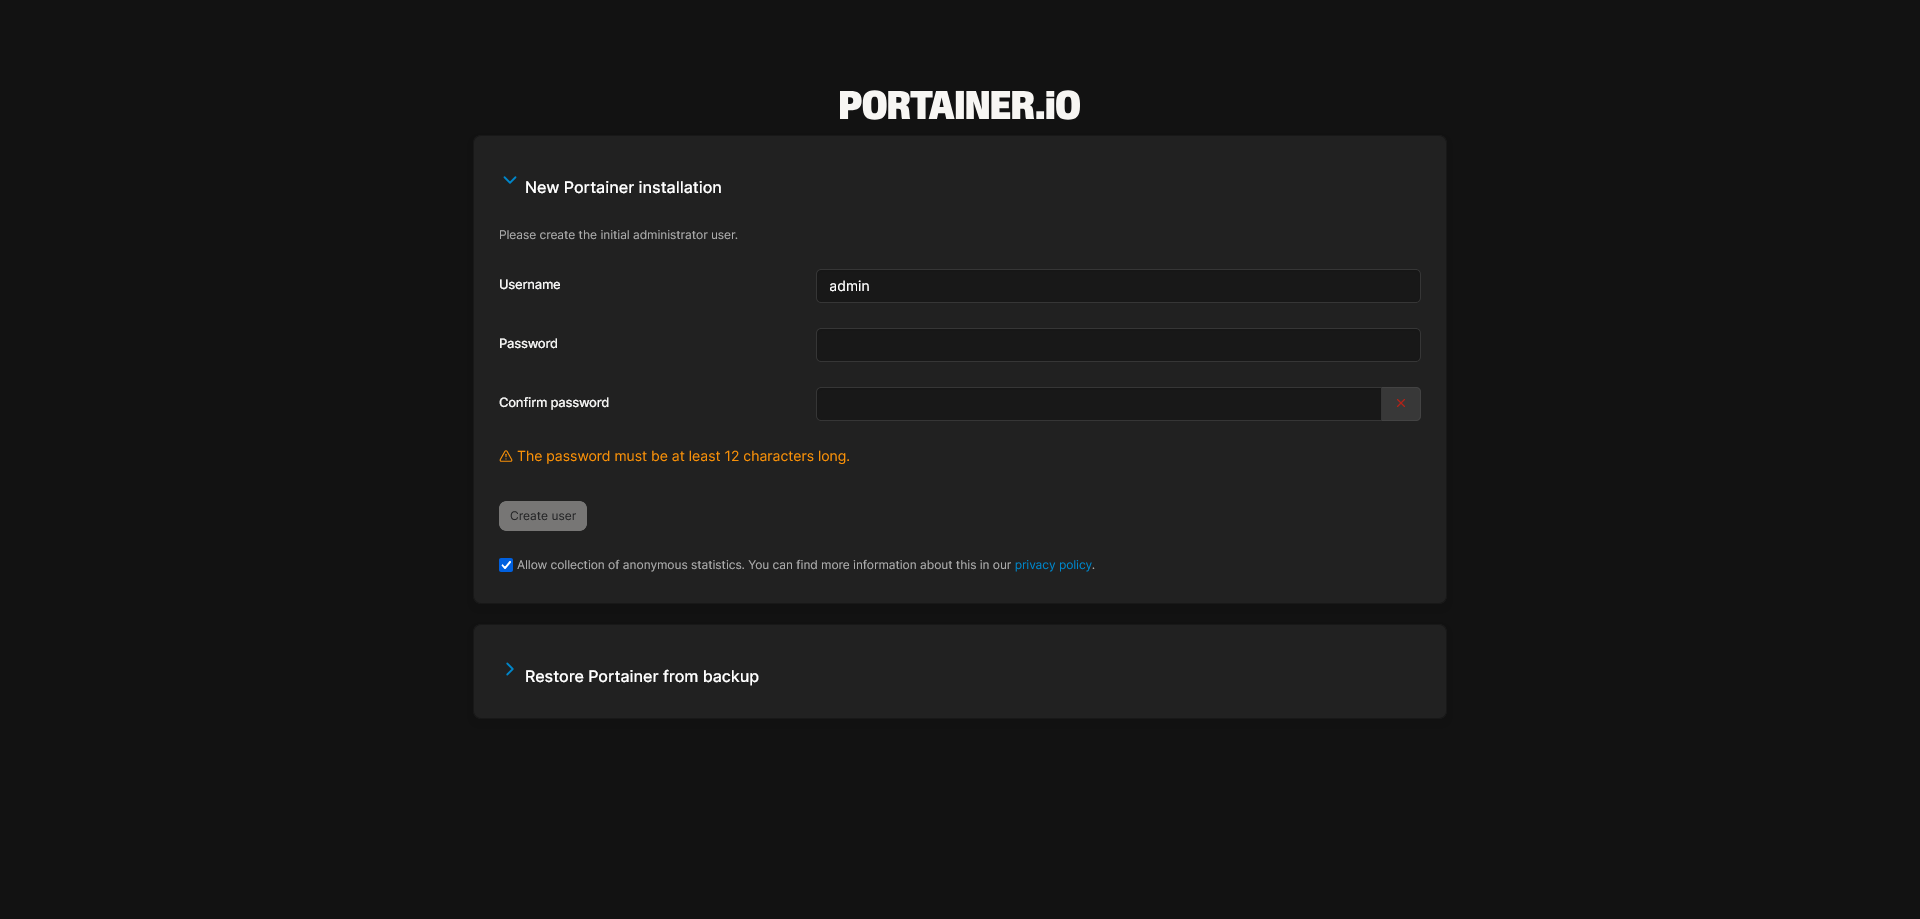 PORTAINER.iO
New Portainer installation
Please create the initial administrator user.
Username
admin
Password
Confirm password
The password must be at least 12 characters long.
Create user
Allow collection of anonymous statistics. You can find more information about this in our privacy policy.
Restore Portainer from backup